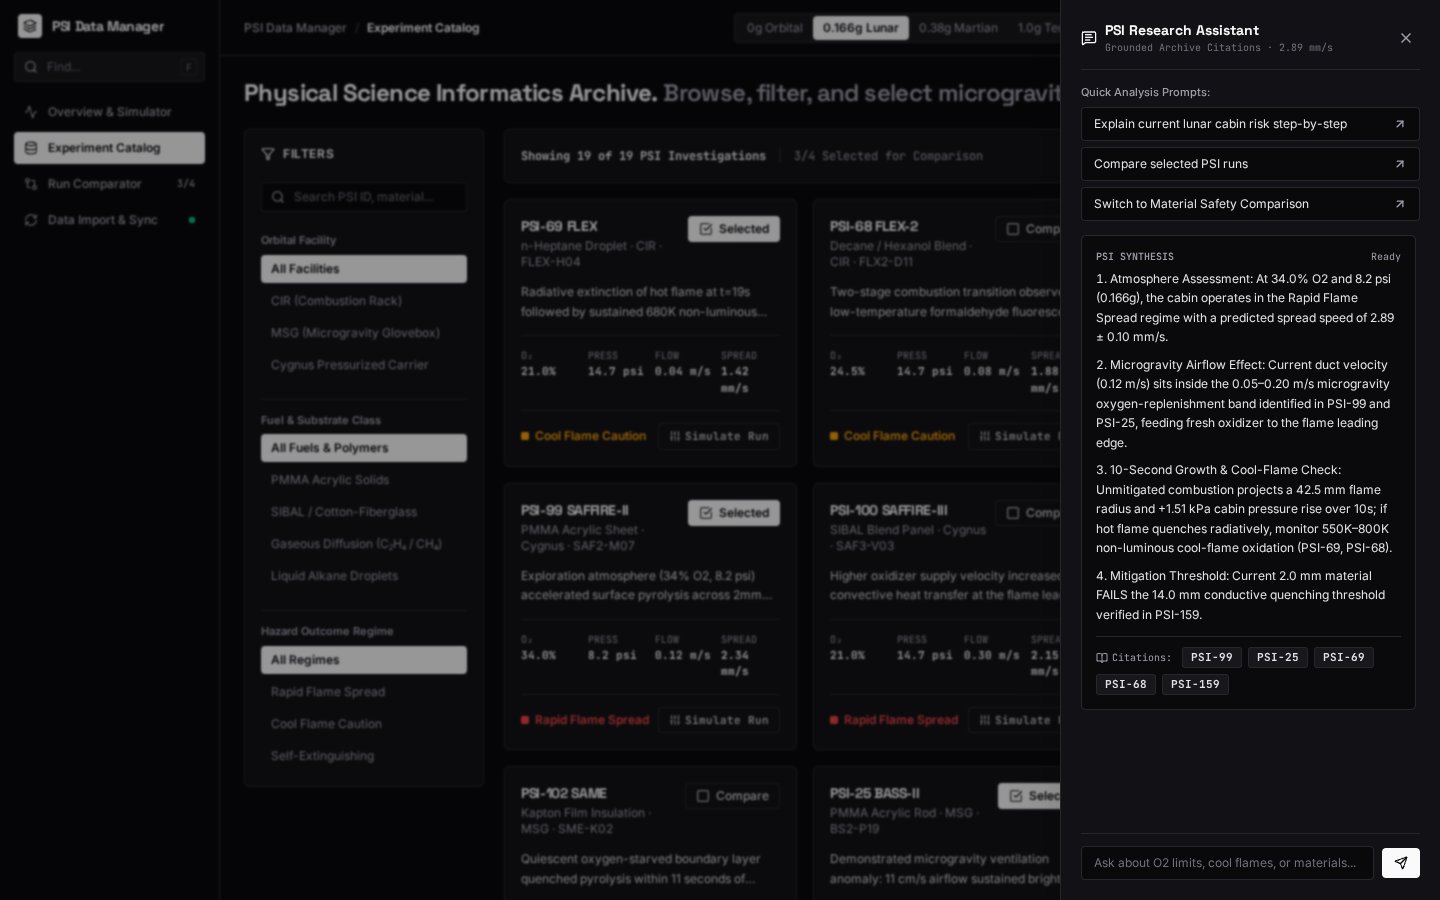 PSI Data Manager
Find...
F
Overview & Simulator
Experiment Catalog
Run Comparator
3/4
Data Import & Sync
PSI Data Manager / Experiment Catalog
0g Orbital
0.166g Lunar
0.38g Martian
1.0g Te
Physical Science Informatics Archive. Browse, filter, and select microgravit
FILTERS
Search PSI ID, material...
Orbital Facility
All Facilities
CIR (Combustion Rack)
MSG (Microgravity Glovebox)
Cygnus Pressurized Carrier
Fuel & Substrate Class
All Fuels & Polymers
PMMA Acrylic Solids
SIBAL / Cotton-Fiberglass
Gaseous Diffusion (C₂H₄ / CH₄)
Liquid Alkane Droplets
Hazard Outcome Regime
All Regimes
Rapid Flame Spread
Cool Flame Caution
Self-Extinguishing
Showing 19 of 19 PSI Investigations
3/4 Selected for Comparison
PSI-69 FLEX
Selected
n-Heptane Droplet · CIR ·
FLEX-H04
Radiative extinction of hot flame at t=19s
followed by sustained 680K non-luminous...
O₂ PRESS FLOW SPREAD
21.0% 14.7 psi 0.04 m/s 1.42
mm/s
Cool Flame Caution
Simulate Run
PSI-68 FLEX-2
Comp
Decane / Hexanol Blend ·
CIR · FLX2-D11
Two-stage combustion transition observe
low-temperature formaldehyde fluoresc
O₂ PRESS FLOW SPREAD
24.5% 14.7 psi 0.08 m/s 1.88
mm/s
Cool Flame Caution
Simulate
PSI-99 SAFFIRE-II
Selected
PMMA Acrylic Sheet ·
Cygnus · SAF2-M07
Exploration atmosphere (34% O2, 8.2 psi)
accelerated surface pyrolysis across 2mm...
O₂ PRESS FLOW SPREAD
34.0% 8.2 psi 0.12 m/s 2.34
mm/s
Rapid Flame Spread
Simulate Run
PSI-100 SAFFIRE-III
Comp
SIBAL Blend Panel · Cygnus
· SAF3-V03
Higher oxidizer supply velocity increased
convective heat transfer at the flame lea
O₂ PRESS FLOW SPREAD
21.0% 14.7 psi 0.30 m/s 2.15
mm/s
Rapid Flame Spread
Simulate
PSI-102 SAME
Compare
Kapton Film Insulation ·
MSG · SME-K02
Quiescent oxygen-starved boundary layer
quenched pyrolysis within 11 seconds of...
PSI-25 BASS-II
Selec
PMMA Acrylic Rod · MSG ·
BS2-P19
Demonstrated microgravity ventilation
anomaly: 11 cm/s airflow sustained bright
PSI Research Assistant
Grounded Archive Citations · 2.89 mm/s
Quick Analysis Prompts:
Explain current lunar cabin risk step-by-step
Compare selected PSI runs
Switch to Material Safety Comparison
PSI SYNTHESIS
Ready
1. Atmosphere Assessment: At 34.0% O2 and 8.2 psi
(0.166g), the cabin operates in the Rapid Flame
Spread regime with a predicted spread speed of 2.89
± 0.10 mm/s.
2. Microgravity Airflow Effect: Current duct velocity
(0.12 m/s) sits inside the 0.05–0.20 m/s microgravity
oxygen-replenishment band identified in PSI-99 and
PSI-25, feeding fresh oxidizer to the flame leading
edge.
3. 10-Second Growth & Cool-Flame Check:
Unmitigated combustion projects a 42.5 mm flame
radius and +1.51 kPa cabin pressure rise over 10s; if
hot flame quenches radiatively, monitor 550K–800K
non-luminous cool-flame oxidation (PSI-69, PSI-68).
4. Mitigation Threshold: Current 2.0 mm material
FAILS the 14.0 mm conductive quenching threshold
verified in PSI-159.
Citations: PSI-99 PSI-25 PSI-69
PSI-68 PSI-159
Ask about O2 limits, cool flames, or materials...